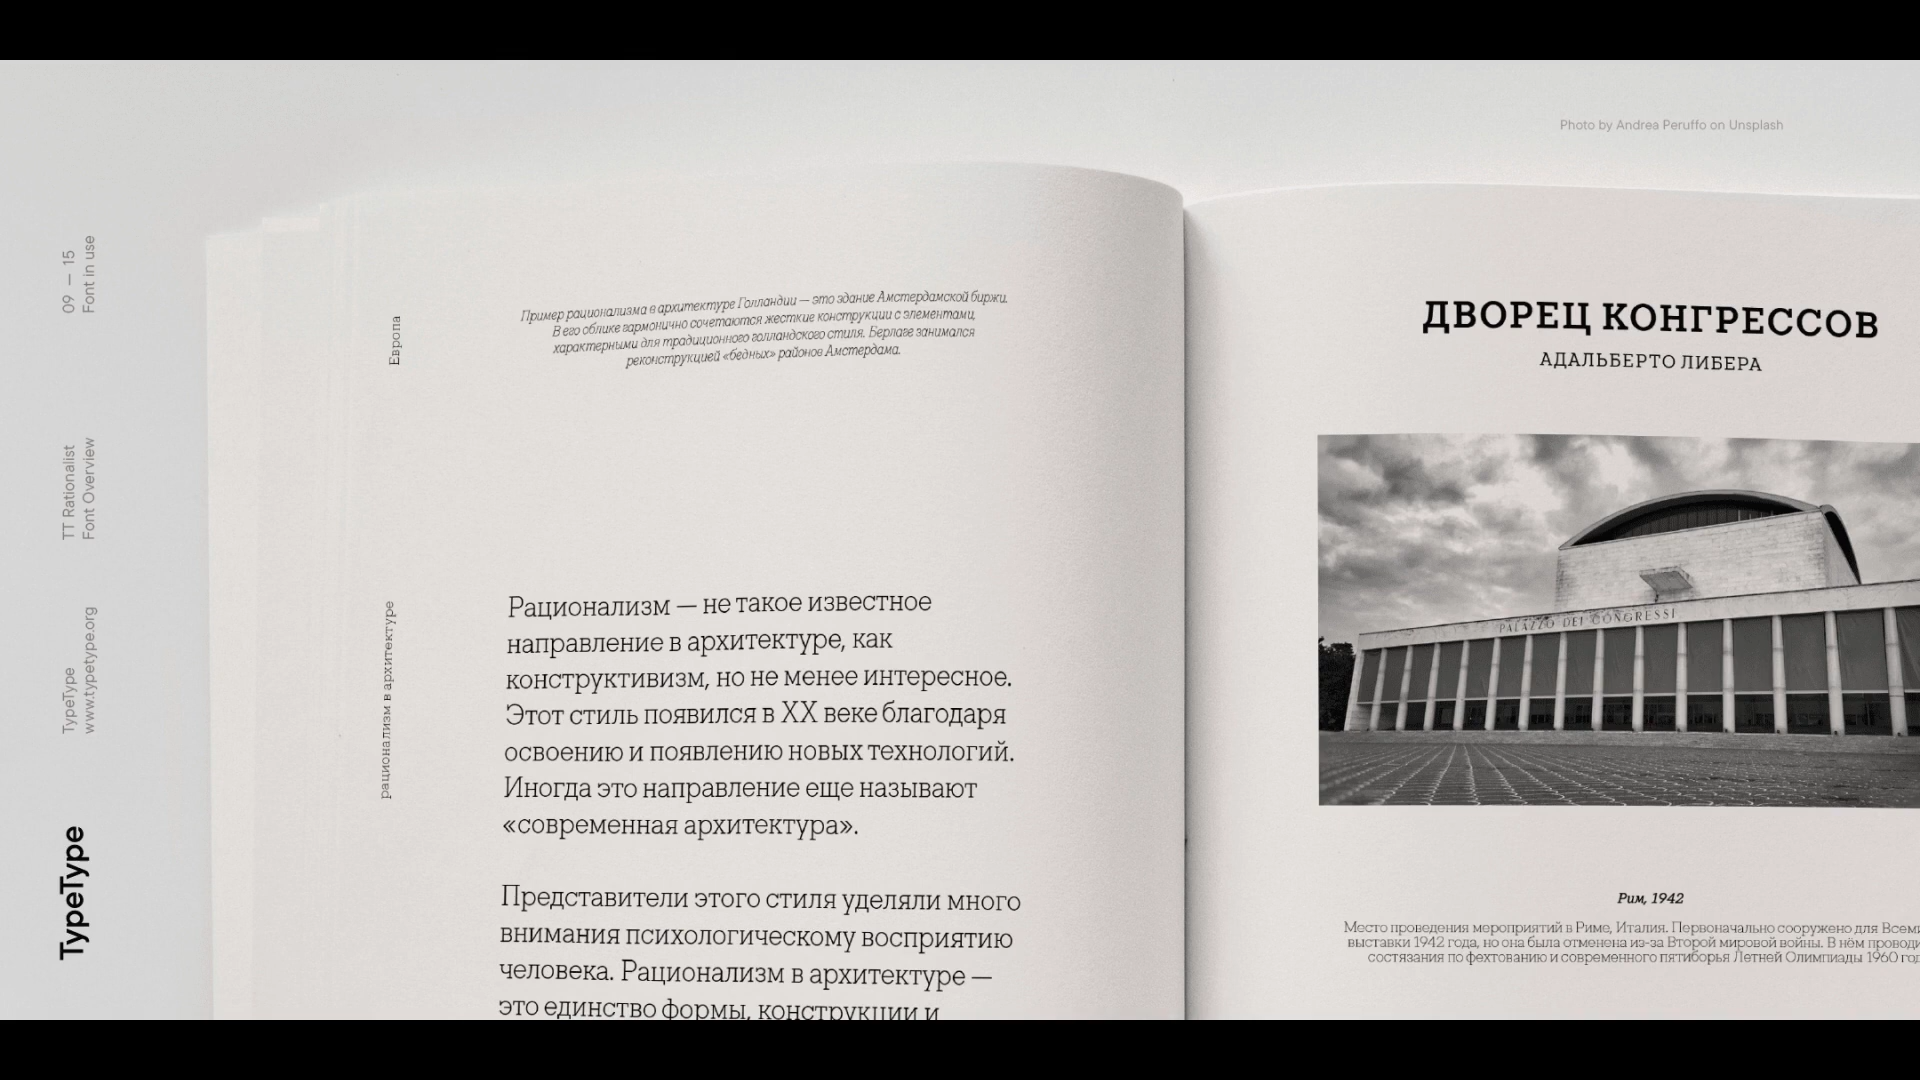 Photo by Andrea Peruffo on Unsplash
09 — 15
Font in use
TT Rationalist
Font Overview
TypeType
www.typetype.org
TypeType
Европа
рационализм в архитектуре
Пример рационализма в архитектуре Голландии — это здание Амстердамской биржи.
В его облике гармонично сочетаются жесткие конструкции с элементами,
характерными для традиционного голландского стиля. Берлаге занимался
реконструкцией «бедных» районов Амстердама.
Рационализм — не такое известное
направление в архитектуре, как
конструктивизм, но не менее интересное.
Этот стиль появился в XX веке благодаря
освоению и появлению новых технологий.
Иногда это направление еще называют
«современная архитектура».
Представители этого стиля уделяли много
внимания психологическому восприятию
человека. Рационализм в архитектуре —
это единство формы, конструкции и
ДВОРЕЦ КОНГРЕССОВ
АДАЛЬБЕРТО ЛИБЕРА
PALAZZO DEI CONGRESSI
Рим, 1942
Место проведения мероприятий в Риме, Италия. Первоначально сооружено для Всеми
выставки 1942 года, но она была отменена из-за Второй мировой войны. В нём проводи
состязания по фехтованию и современного пятиборья Летней Олимпиады 1960 год